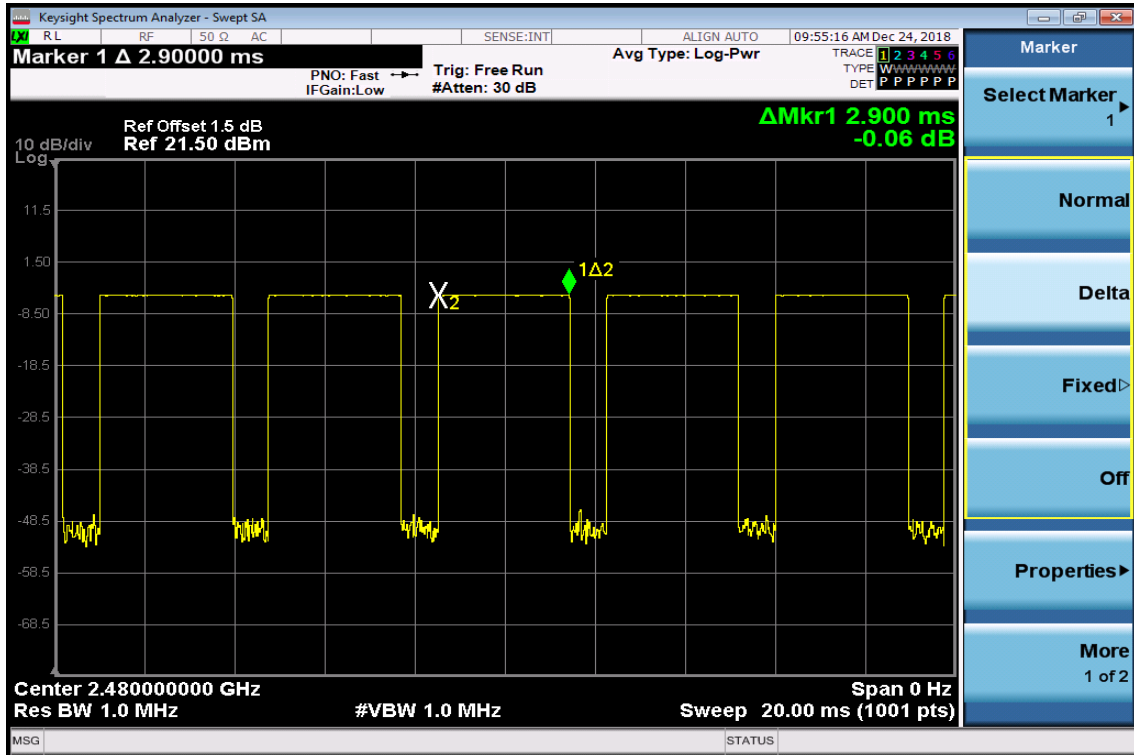 Keysight Spectrum Analyzer - Swept SA
LXI RL RF 50 Ω AC SENSE:INT ALIGN AUTO 09:55:16 AM Dec 24, 2018
Marker 1 Δ 2.90000 ms
PNO: Fast
IFGain:Low
Trig: Free Run
#Atten: 30 dB
Avg Type: Log-Pwr
TRACE 1 2 3 4 5 6
TYPE WWWWWW
DET P P P P P P
ΔMkr1 2.900 ms
-0.06 dB
Ref Offset 1.5 dB
10 dB/div Ref 21.50 dBm
Log
11.5
1.50
-8.50
-18.5
-28.5
-38.5
-48.5
-58.5
-68.5
X2
1Δ2
Center 2.480000000 GHz Span 0 Hz
Res BW 1.0 MHz #VBW 1.0 MHz Sweep 20.00 ms (1001 pts)
MSG STATUS
Marker
Select Marker
1
Normal
Delta
Fixed
Off
Properties
More
1 of 2